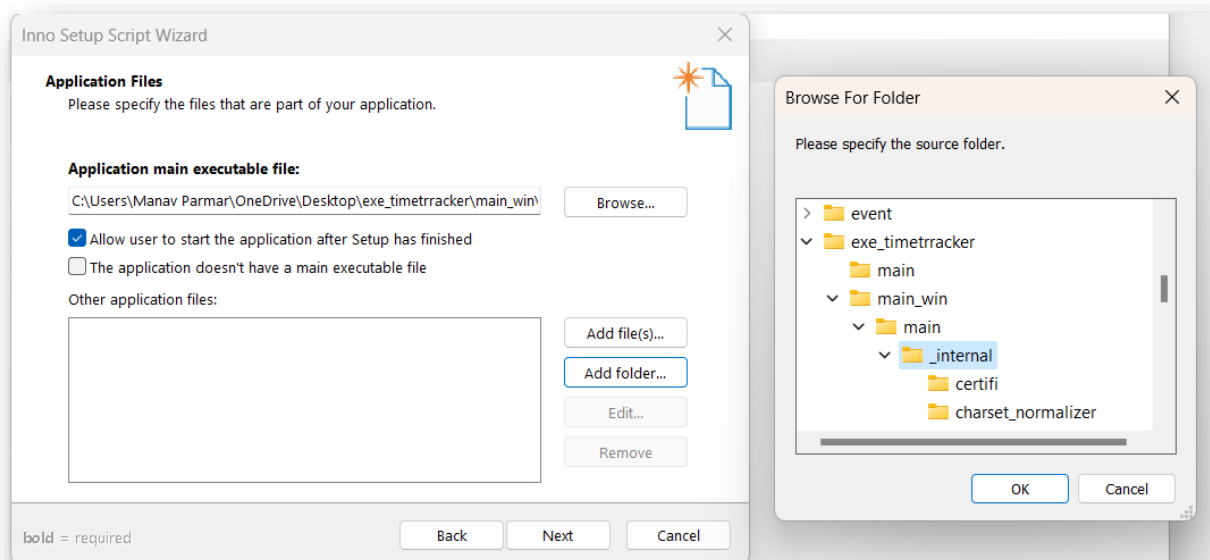 Inno Setup Script Wizard
Application Files
Please specify the files that are part of your application.
Application main executable file:
C:\Users\Manav Parmar\OneDrive\Desktop\exe_timetrracker\main_win\
Browse...
Allow user to start the application after Setup has finished
The application doesn't have a main executable file
Other application files:
Add file(s)...
Add folder...
Edit...
Remove
bold = required
Back
Next
Cancel
Browse For Folder
Please specify the source folder.
event
exe_timetrracker
main
main_win
main
_internal
certifi
charset_normalizer
OK
Cancel